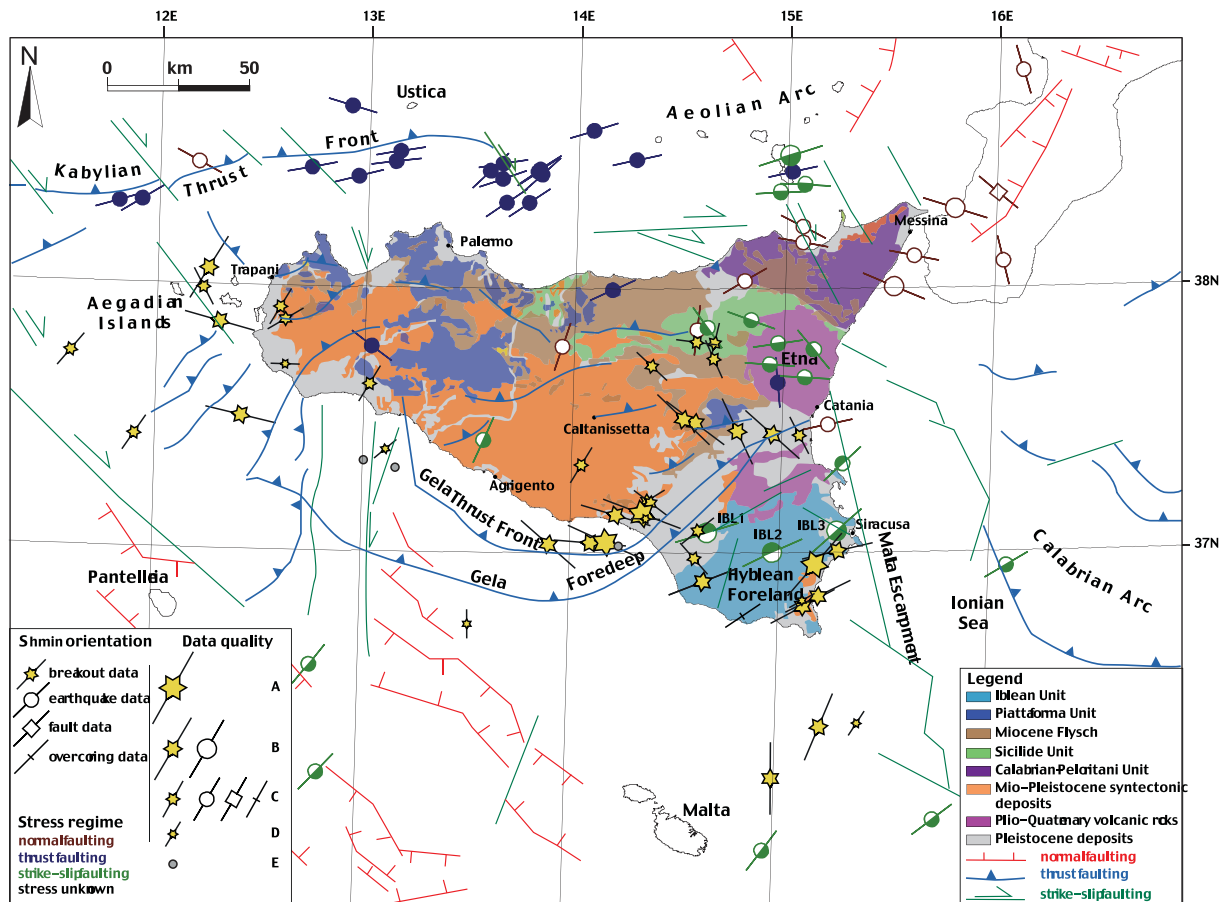 12E 13E 14E 15E 16E
N
0 km 50
Ustica
Aeolian Arc
Kabylian Thrust Front
Messina
Palermo
Trapani
38N
Aegadian
Islands
Etna
Catania
Caltanissetta
Agrigento
Gela Thrust Front
IBL1
IBL2
IBL3
Siracusa
37N
Foredeep
Gela
Hyblean
Foreland
Malta Escarpment
Calabrian Arc
Ionian
Sea
Pantelleria
Malta
Shmin orientation
breakout data
earthquake data
fault data
overcoring data
Data quality
A
B
C
D
E
Stress regime
normal faulting
thrust faulting
strike-slip faulting
stress unknown
Legend
Iblean Unit
Piattaforma Unit
Miocene Flysch
Sicilide Unit
Calabrian-Peloritani Unit
Mio-Pleistocene syntectonic
deposits
Plio-Quaternary volcanic rocks
Pleistocene deposits
normal faulting
thrust faulting
strike-slip faulting